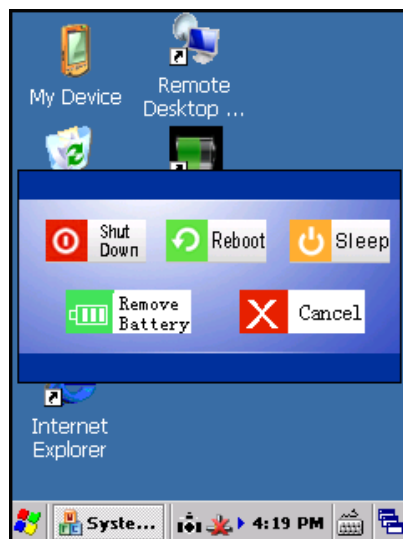 My Device
Remote
Desktop ...
Shut
Down
Reboot
Sleep
Remove
Battery
Cancel
Internet
Explorer
Syste...
4:19 PM